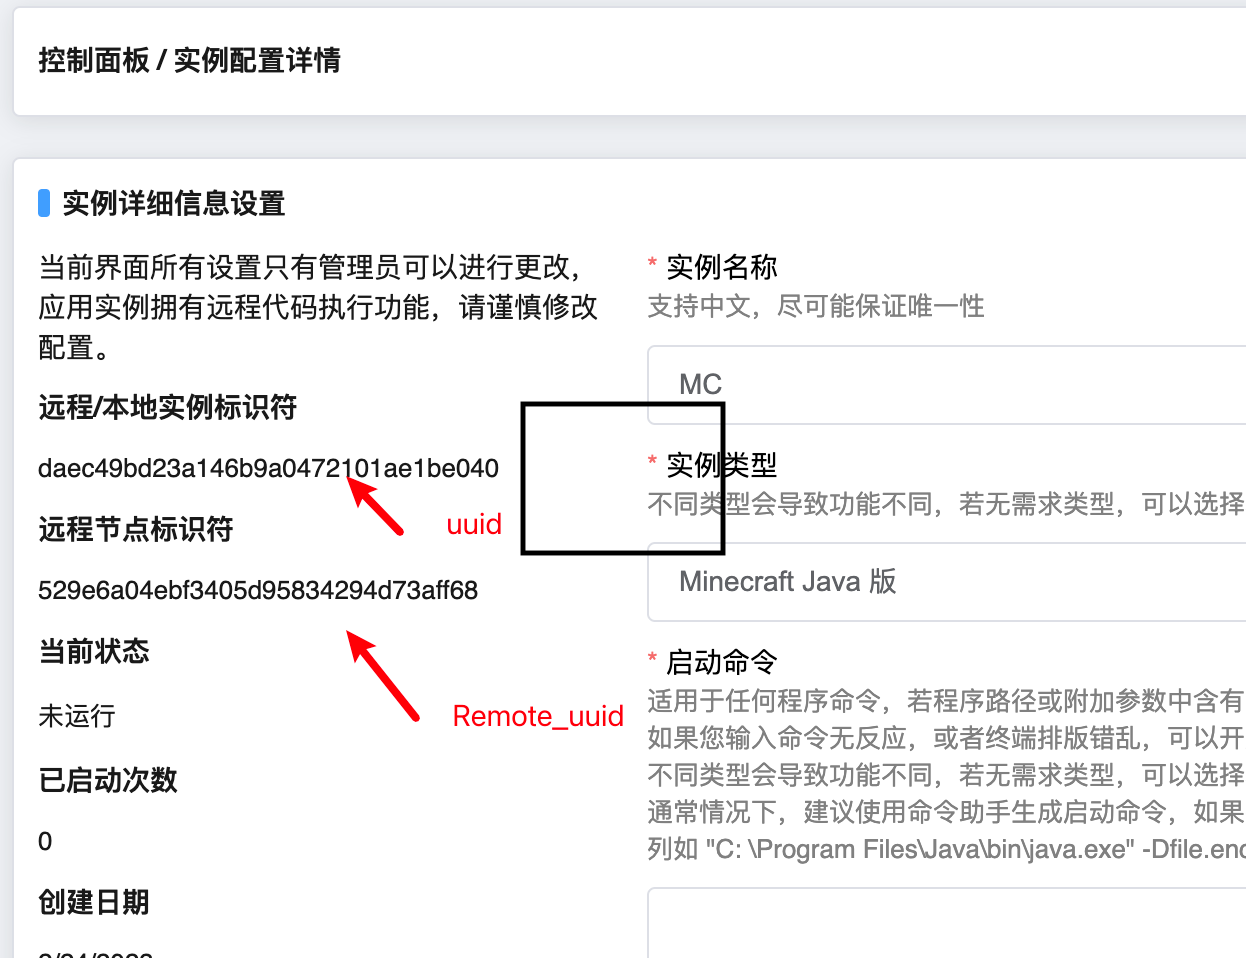 控制面板 / 实例配置详情
实例详细信息设置
当前界面所有设置只有管理员可以进行更改，
应用实例拥有远程代码执行功能，请谨慎修改
配置。
远程/本地实例标识符
daec49bd23a146b9a0472101ae1be040
uuid
远程节点标识符
529e6a04ebf3405d95834294d73aff68
Remote_uuid
当前状态
未运行
已启动次数
0
创建日期
* 实例名称
支持中文，尽可能保证唯一性
MC
* 实例类型
不同类型会导致功能不同，若无需求类型，可以选择
Minecraft Java 版
* 启动命令
适用于任何程序命令，若程序路径或附加参数中含有
如果您输入命令无反应，或者终端排版错乱，可以开
不同类型会导致功能不同，若无需求类型，可以选择
通常情况下，建议使用命令助手生成启动命令，如果
列如 "C: \Program Files\Java\bin\java.exe" -Dfile.enc